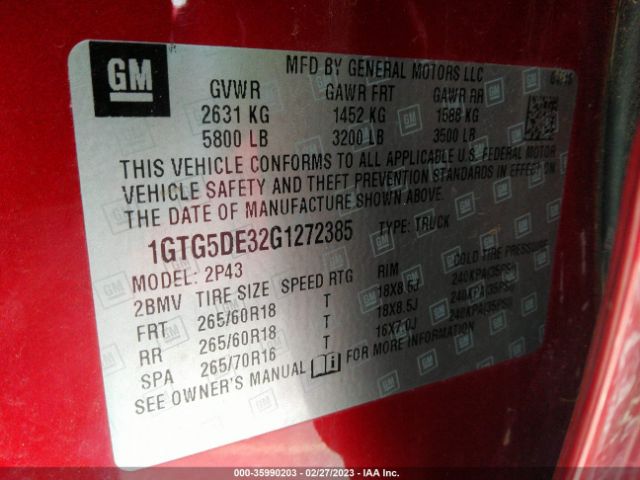 GM
MFD BY GENERAL MOTORS LLC
GVWR GAWR FRT GAWR RR
2631 KG 1452 KG 1588 KG
5800 LB 3200 LB 3500 LB
THIS VEHICLE CONFORMS TO ALL APPLICABLE U.S. FEDERAL MOTOR
VEHICLE SAFETY AND THEFT PREVENTION STANDARDS IN EFFECT ON
THE DATE OF MANUFACTURE SHOWN ABOVE.
1GTG5DE32G1272385 TYPE: TRUCK
MODEL: 2P43
2BMV TIRE SIZE SPEED RTG RIM COLD TIRE PRESSURE
FRT 265/60R18 T 18X8.5J 240KPA(35PSI)
RR 265/60R18 T 18X8.5J 240KPA(35PSI)
SPA 265/70R16 T 16X7.0J 240KPA(35PSI)
SEE OWNER'S MANUAL FOR MORE INFORMATION.
000-35990203 - 02/27/2023 - IAA Inc.